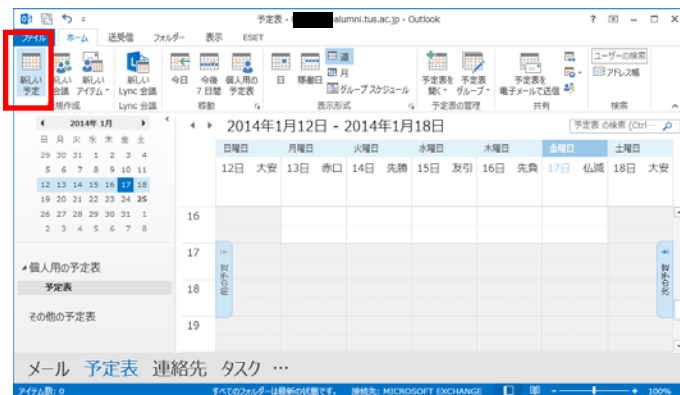 予定表 - alumni.tus.ac.jp - Outlook
ファイル ホーム 送受信 フォルダー 表示 ESET
新しい予定 新しい会議 新しいアイテム 新しい Lync 会議 今日 今後 7 日間 個人用の予定表 日 稼働日 週 月 グループ スケジュール 予定表を開く 予定表グループ 予定表を電子メールで送信 ユーザーの検索 アドレス帳
Lync 会議 移動 表示形式 予定表の管理 共有 検索
2014年 1月
日 月 火 水 木 金 土
29 30 31 1 2 3 4
5 6 7 8 9 10 11
12 13 14 15 16 17 18
19 20 21 22 23 24 25
26 27 28 29 30 31 1
2 3 4 5 6 7 8
個人用の予定表
予定表
その他の予定表
2014年1月12日 - 2014年1月18日
予定表 の検索 (Ctrl…
日曜日 月曜日 火曜日 水曜日 木曜日 金曜日 土曜日
12日 大安 13日 赤口 14日 先勝 15日 友引 16日 先負 17日 仏滅 18日 大安
16
17
18
19
前の予定
次の予定
メール 予定表 連絡先 タスク …
アイテム数: 0 すべてのフォルダーは最新の状態です。 接続先: MICROSOFT EXCHANGE 100%